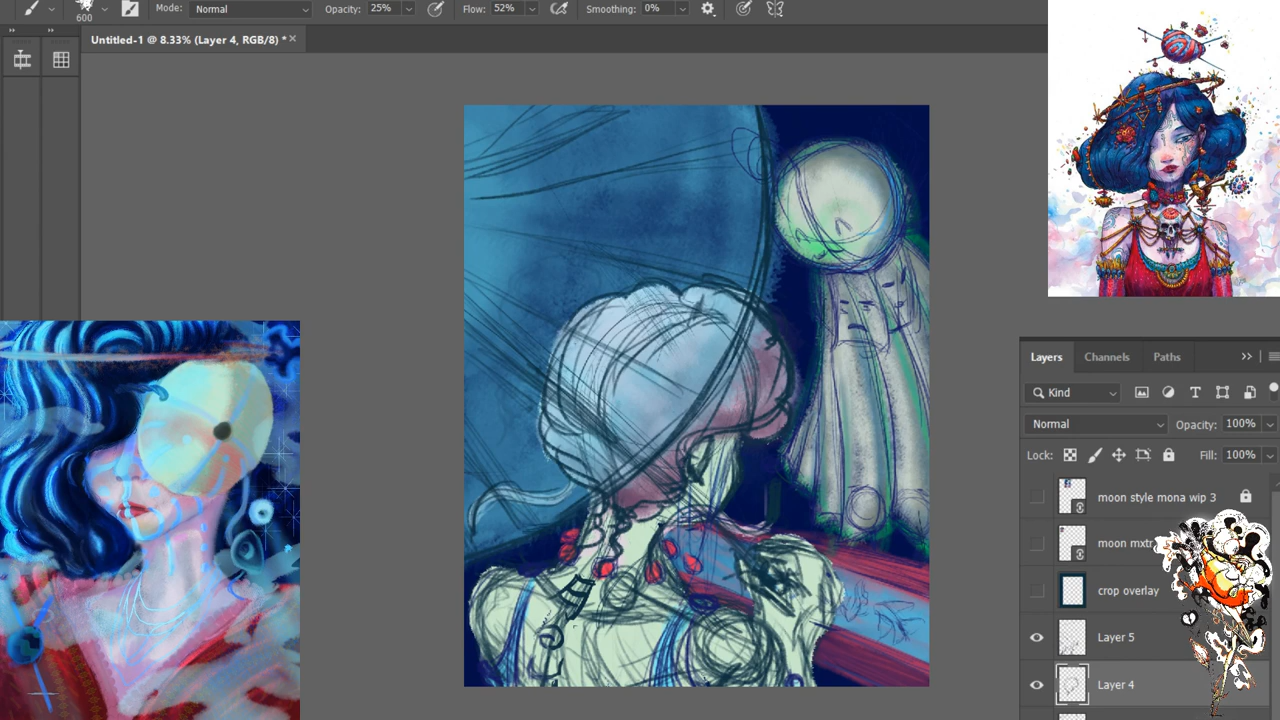 600
Mode: Normal
Opacity: 25%
Flow: 52%
Smoothing: 0%
Untitled-1 @ 8.33% (Layer 4, RGB/8) *
Layers
Channels
Paths
Kind
Normal
Opacity: 100%
Lock:
Fill: 100%
moon style mona wip 3
moon mxtr
crop overlay
Layer 5
Layer 4